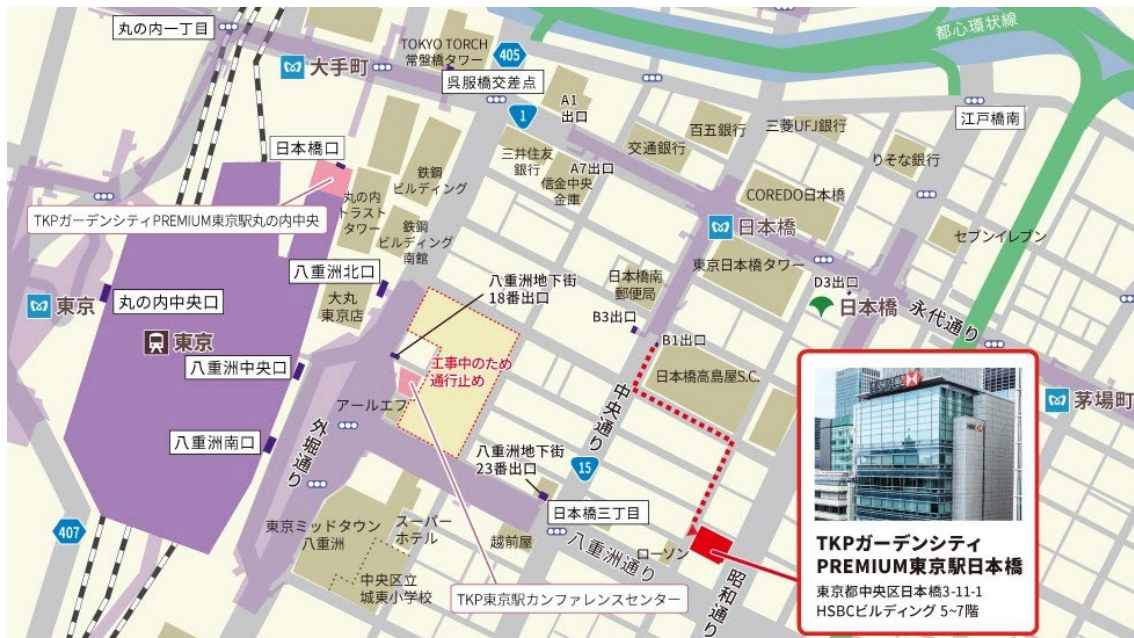 丸の内一丁目
TOKYO TORCH
常盤橋タワー
405
都心環状線
大手町
呉服橋交差点
1
A1
出口
江戸橋南
日本橋口
三井住友
銀行
A7出口
信金中央
金庫
交通銀行
百五銀行
三菱UFJ銀行
りそな銀行
鉄鋼
ビルディング
丸の内
トラスト
タワー
鉄鋼
ビルディング
南館
COREDO日本橋
TKPガーデンシティPREMIUM東京駅丸の内中央
日本橋
セブンイレブン
東京日本橋タワー
八重洲北口
八重洲地下街
18番出口
日本橋南
郵便局
D3出口
日本橋
永代通り
東京
丸の内中央口
大丸
東京店
B3出口
B1出口
東京
工事中のため
通行止め
八重洲中央口
日本橋高島屋S.C.
中央通り
アールエフ
茅場町
八重洲南口
外堀通り
八重洲地下街
23番出口
15
HSBC
日本橋三丁目
407
東京ミッドタウン
八重洲
スーパー
ホテル
越前屋
八重洲通り
ローソン
昭和通り
中央区立
城東小学校
TKP東京駅カンファレンスセンター
TKPガーデンシティ
PREMIUM東京駅日本橋
東京都中央区日本橋3-11-1
HSBCビルディング 5~7階